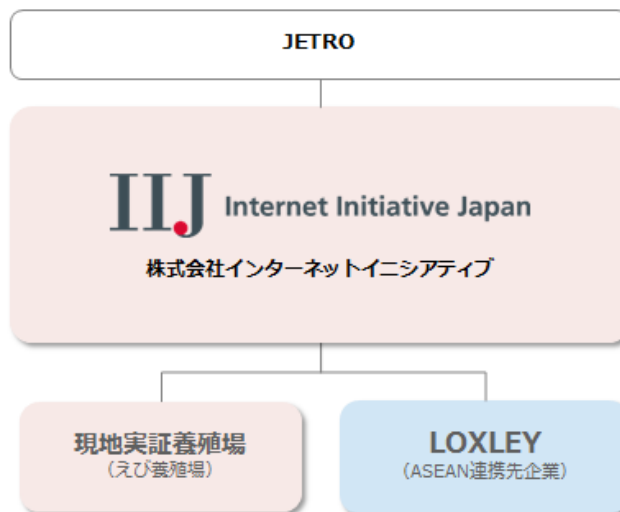 JETRO
IIJ Internet Initiative Japan
株式会社インターネットイニシアティブ
現地実証養殖場
（えび養殖場）
LOXLEY
（ASEAN連携先企業）